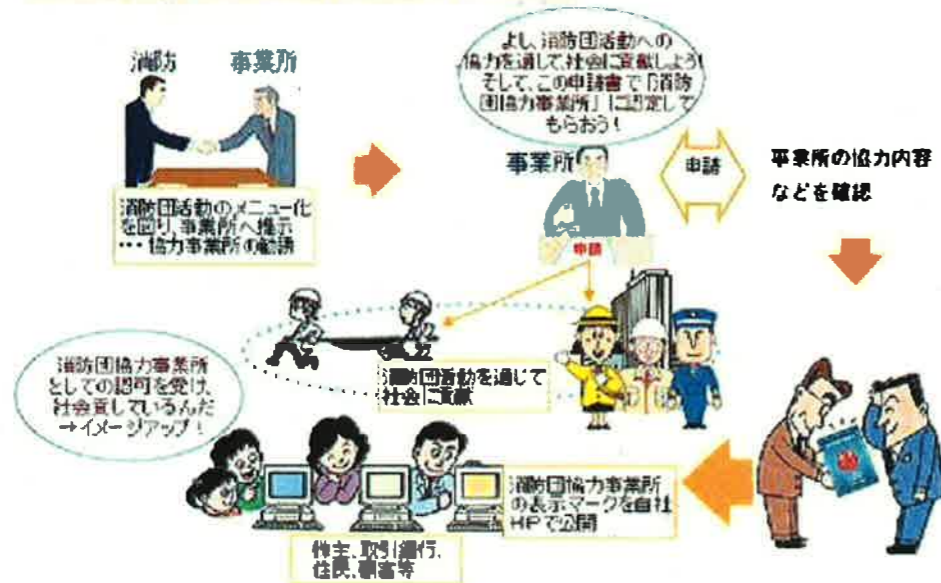 消防 事業所
よし、消防団活動への
協力を通して、社会に貢献しよう!
そして、この申請書で「消防
団協力事業所」に認定して
もらおう!
事業所
申請
事業所の協力内容
などを確認
消防団活動のメニュー化
を図り、事業所へ提示
・・・協力事業所の勧誘
申請
消防団活動を通じて
社会に貢献
消防団協力事業所
としての認可を受け、
社会貢しているんだ
→イメージアップ!
消防団協力事業所
の表示マークを自社
HPで公開
株主、取引銀行、
住民、顧客等